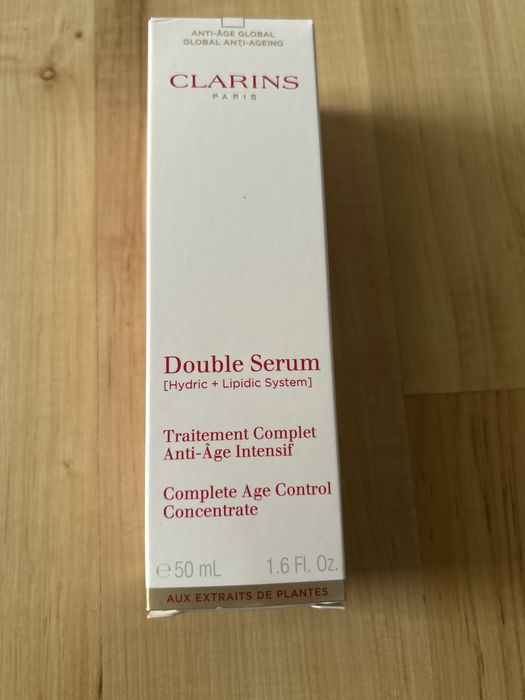 ANTI-ÂGE GLOBAL
GLOBAL ANTI-AGEING
CLARINS
PARIS
Double Serum
[Hydric + Lipidic System]
Traitement Complet
Anti-Âge Intensif
Complete Age Control
Concentrate
℮50 mL 1.6 Fl. Oz.
AUX EXTRAITS DE PLANTES